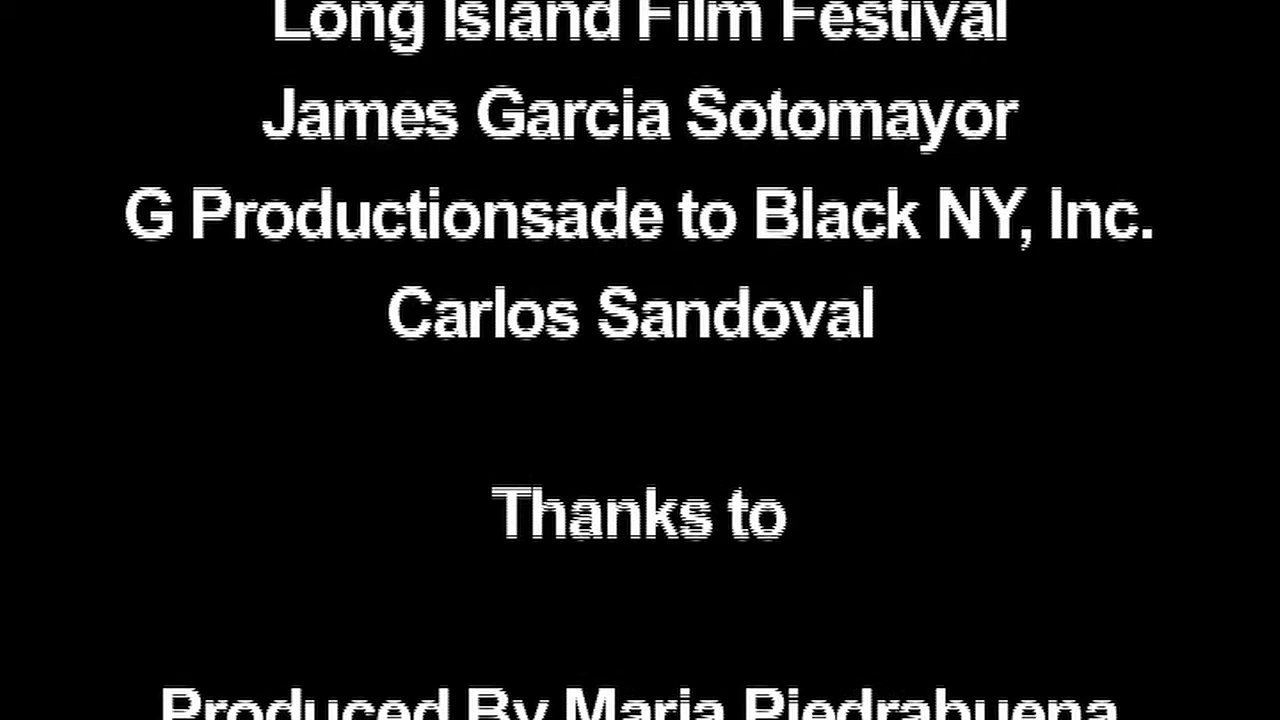 Long Island Film Festival
James Garcia Sotomayor
G Productionsade to Black NY, Inc.
Carlos Sandoval
Thanks to
Produced By Maria Piedrabuena